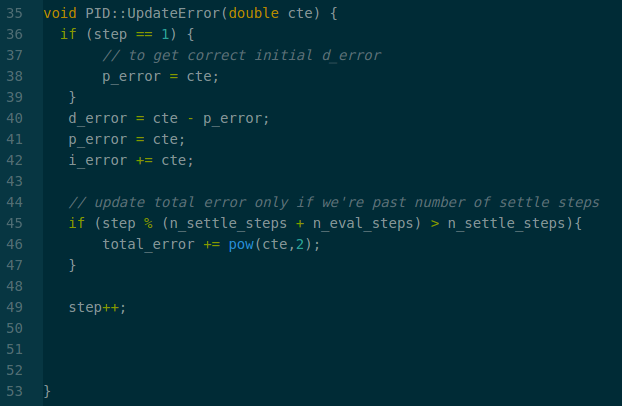 35 void PID::UpdateError(double cte) {
36   if (step == 1) {
37        // to get correct initial d_error
38        p_error = cte;
39    }
40    d_error = cte - p_error;
41    p_error = cte;
42    i_error += cte;
43
44    // update total error only if we're past number of settle steps
45    if (step % (n_settle_steps + n_eval_steps) > n_settle_steps){
46        total_error += pow(cte,2);
47    }
48
49    step++;
50
51
52
53 }